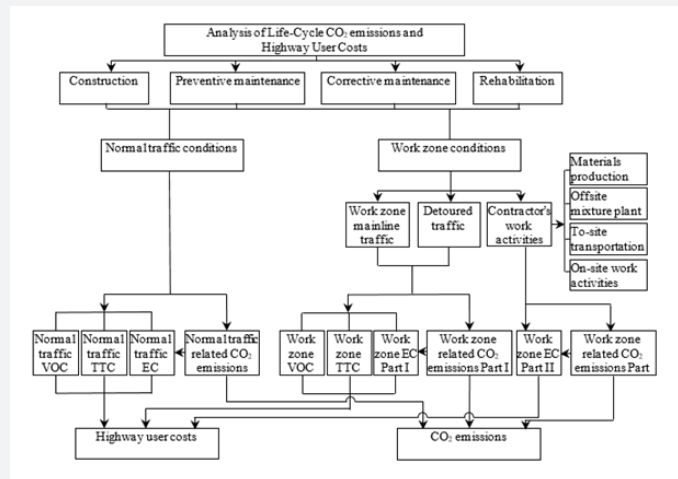 Analysis of Life-Cycle CO₂ emissions and
Highway User Costs
Construction
Preventive maintenance
Corrective maintenance
Rehabilitation
Normal traffic conditions
Work zone conditions
Materials
production
Offsite
mixture plant
To-site
transportation
On-site work
activities
Work zone
mainline
traffic
Detoured
traffic
Contractor's
work
activities
Normal
traffic
VOC
Normal
traffic
TTC
Normal
traffic
EC
Normal traffic
related CO₂
emissions
Work
zone
VOC
Work
zone
TTC
Work
zone EC
Part I
Work zone
related CO₂
emissions Part I
Work
zone EC
Part II
Work zone
related CO₂
emissions Part
Highway user costs
CO₂ emissions